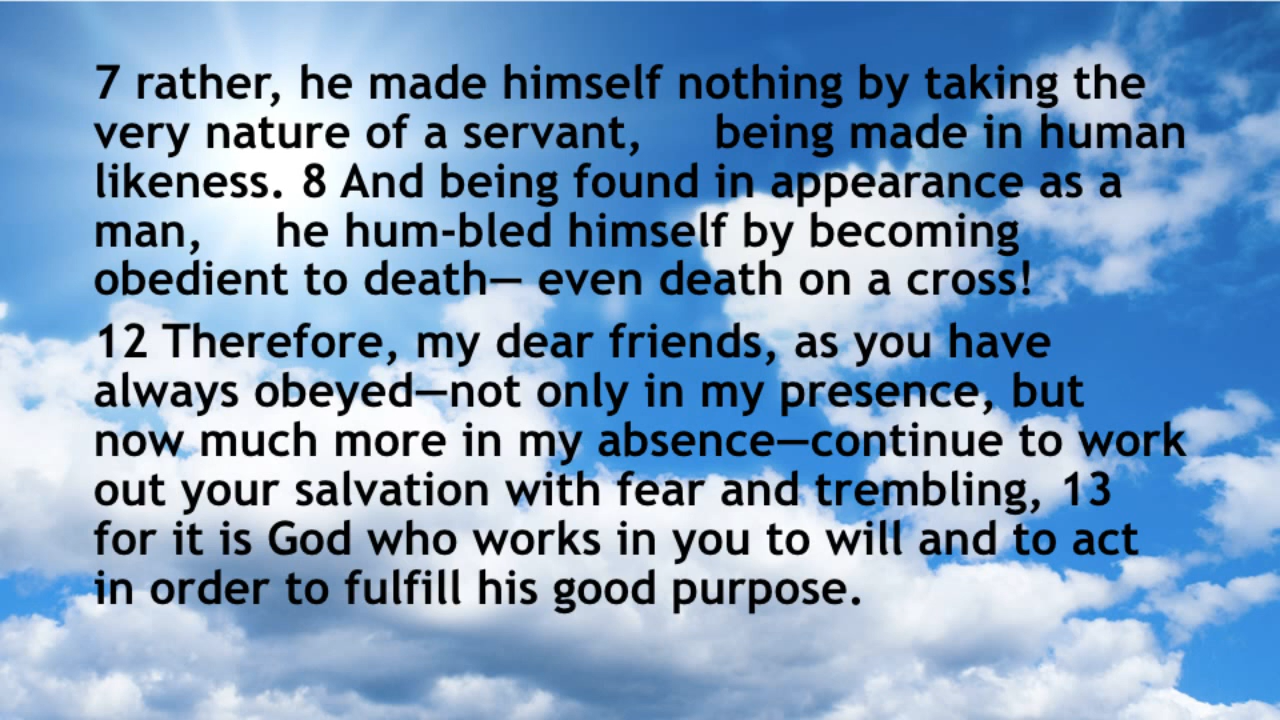 7 rather, he made himself nothing by taking the
very nature of a servant,     being made in human
likeness. 8 And being found in appearance as a
man,     he hum-bled himself by becoming
obedient to death— even death on a cross!
12 Therefore, my dear friends, as you have
always obeyed—not only in my presence, but
now much more in my absence—continue to work
out your salvation with fear and trembling, 13
for it is God who works in you to will and to act
in order to fulfill his good purpose.